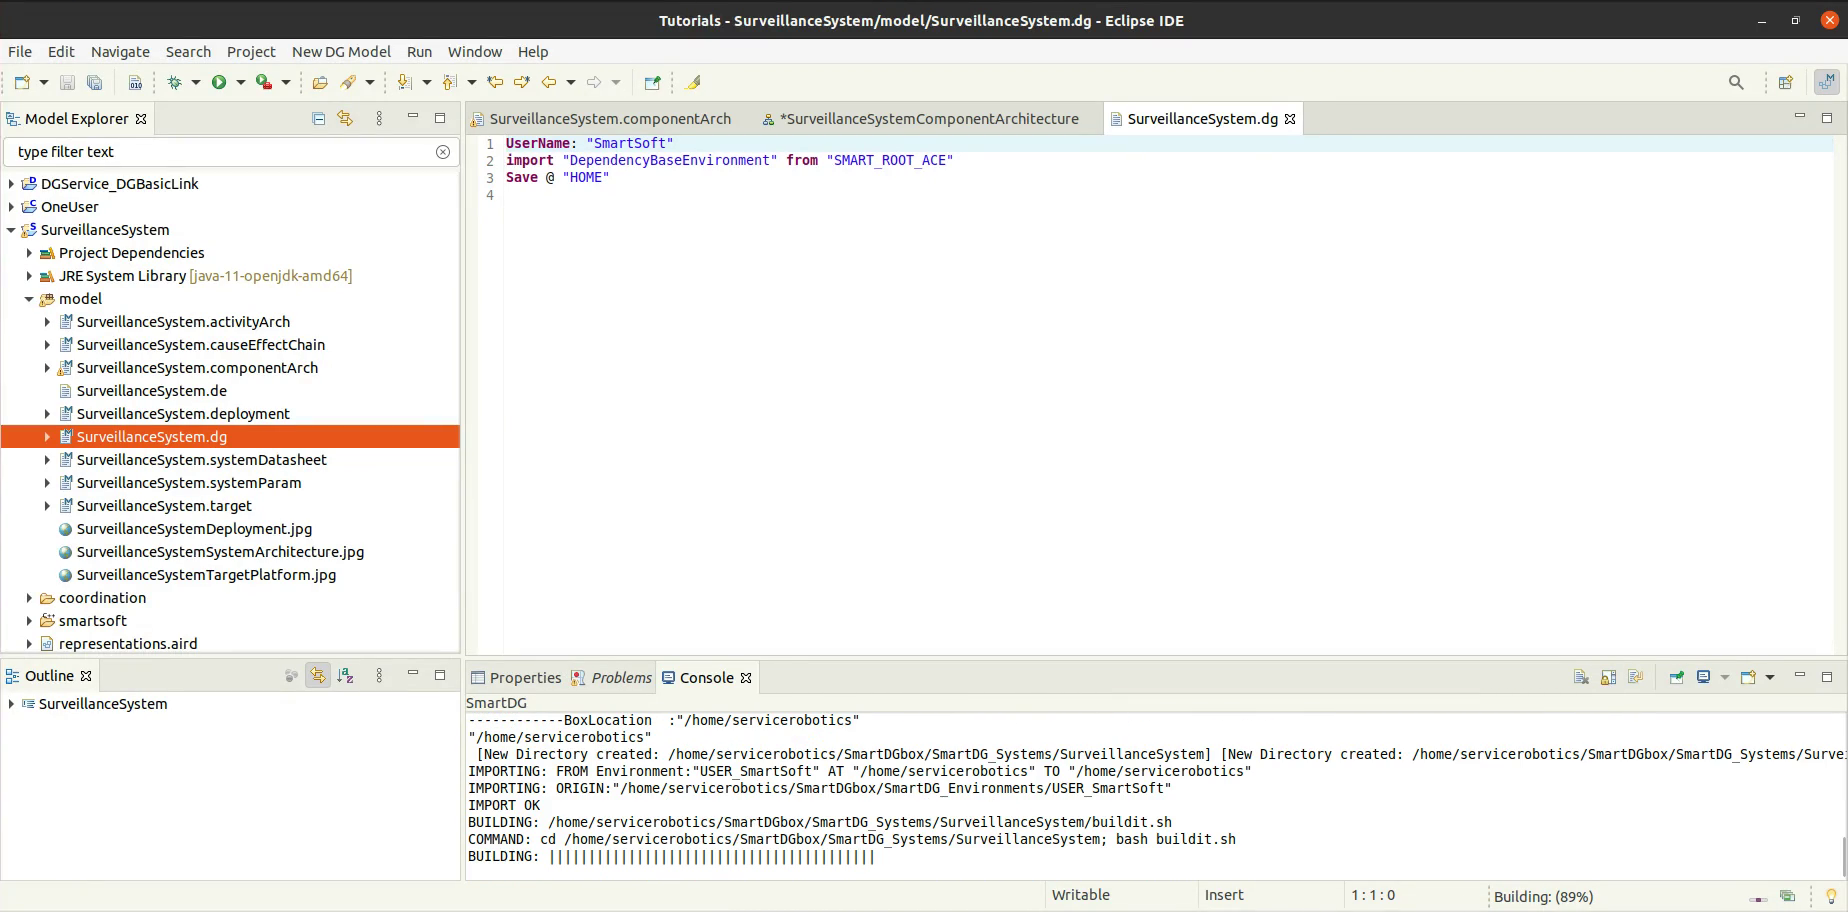 Tutorials - SurveillanceSystem/model/SurveillanceSystem.dg - Eclipse IDE
File Edit Navigate Search Project New DG Model Run Window Help
Model Explorer
type filter text
DGService_DGBasicLink
OneUser
SurveillanceSystem
Project Dependencies
JRE System Library [java-11-openjdk-amd64]
model
SurveillanceSystem.activityArch
SurveillanceSystem.causeEffectChain
SurveillanceSystem.componentArch
SurveillanceSystem.de
SurveillanceSystem.deployment
SurveillanceSystem.dg
SurveillanceSystem.systemDatasheet
SurveillanceSystem.systemParam
SurveillanceSystem.target
SurveillanceSystemDeployment.jpg
SurveillanceSystemSystemArchitecture.jpg
SurveillanceSystemTargetPlatform.jpg
coordination
smartsoft
representations.aird
Outline
SurveillanceSystem
SurveillanceSystem.componentArch *SurveillanceSystemComponentArchitecture SurveillanceSystem.dg
1 UserName: "SmartSoft"
2 import "DependencyBaseEnvironment" from "SMART_ROOT_ACE"
3 Save @ "HOME"
4
Properties Problems Console
SmartDG
------------BoxLocation :"/home/servicerobotics"
"/home/servicerobotics"
[New Directory created: /home/servicerobotics/SmartDGbox/SmartDG_Systems/SurveillanceSystem] [New Directory created: /home/servicerobotics/SmartDGbox/SmartDG_Systems/Surve
IMPORTING: FROM Environment:"USER_SmartSoft" AT "/home/servicerobotics" TO "/home/servicerobotics"
IMPORTING: ORIGIN:"/home/servicerobotics/SmartDGbox/SmartDG_Environments/USER_SmartSoft"
IMPORT OK
BUILDING: /home/servicerobotics/SmartDGbox/SmartDG_Systems/SurveillanceSystem/buildit.sh
COMMAND: cd /home/servicerobotics/SmartDGbox/SmartDG_Systems/SurveillanceSystem; bash buildit.sh
BUILDING: |||||||||||||||||||||||||||||||||||||||||
Writable Insert 1 : 1 : 0 Building: (89%)